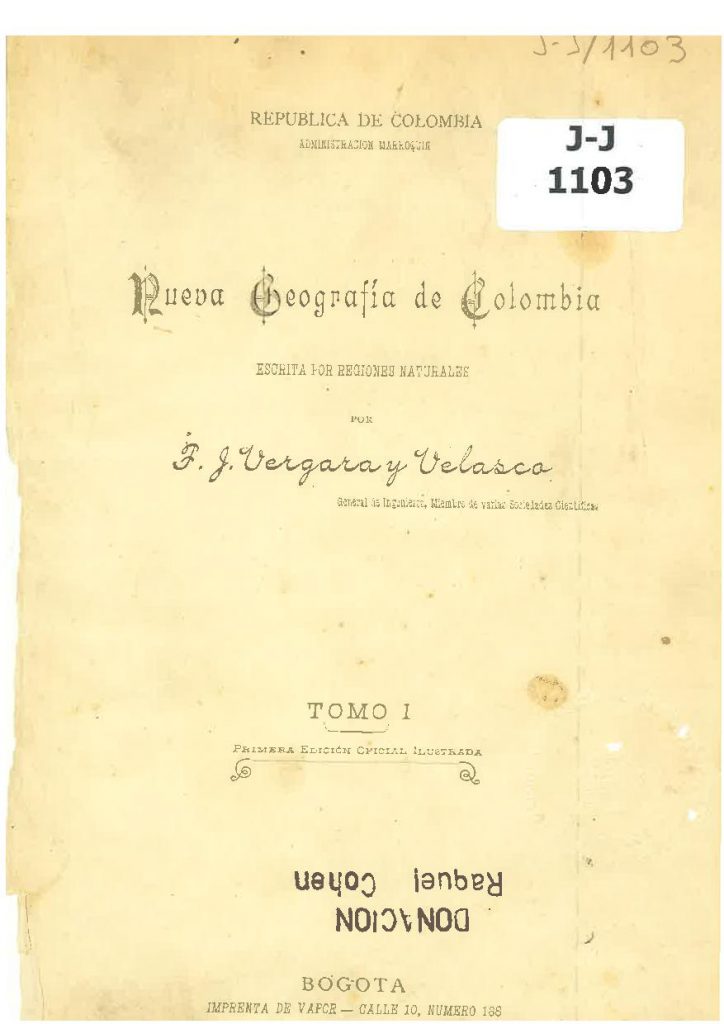 J-J/1103
REPUBLICA DE COLOMBIA
ADMINISTRACION MARROQUIN
J-J
1103
Nueva Geografía de Colombia
ESCRITA POR REGIONES NATURALES
POR
F. J. Vergara y Velasco
General de Ingenieros, Miembro de varias Sociedades Científicas
TOMO I
PRIMERA EDICIÓN OFICIAL ILUSTRADA
DONACION
Raquel Cohen
BOGOTA
IMPRENTA DE VAPOR — CALLE 10, NUMERO 168